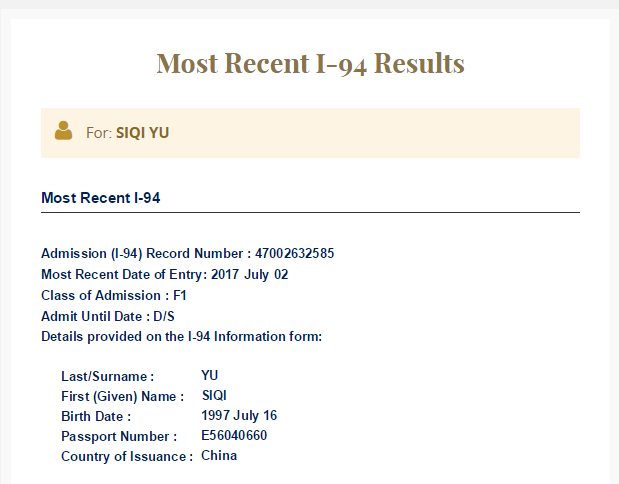 Most Recent I-94 Results
For: SIQI YU
Most Recent I-94
Admission (I-94) Record Number : 47002632585
Most Recent Date of Entry: 2017 July 02
Class of Admission : F1
Admit Until Date : D/S
Details provided on the I-94 Information form:
Last/Surname : YU
First (Given) Name : SIQI
Birth Date : 1997 July 16
Passport Number : E56040660
Country of Issuance : China